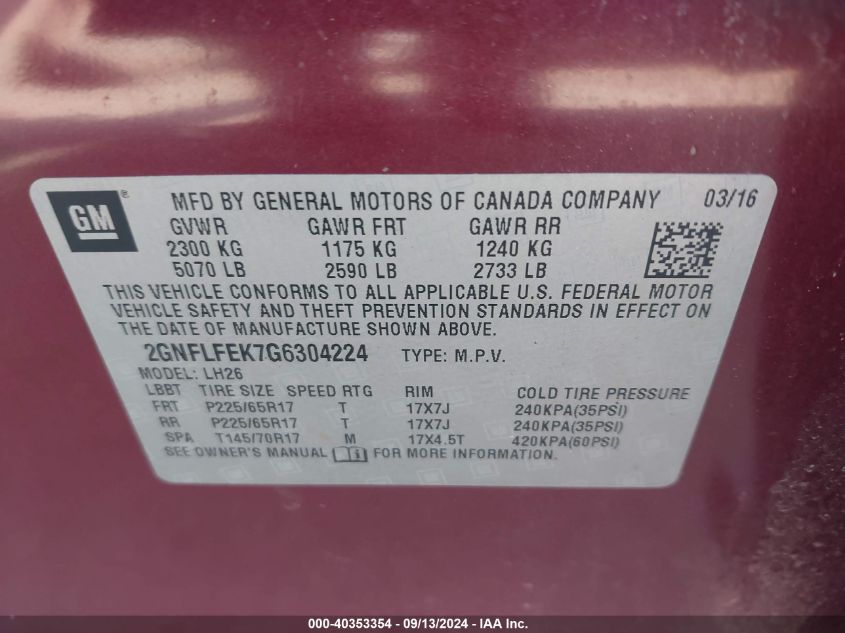 GM®
MFD BY GENERAL MOTORS OF CANADA COMPANY 03/16
GVWR GAWR FRT GAWR RR
2300 KG 1175 KG 1240 KG
5070 LB 2590 LB 2733 LB
THIS VEHICLE CONFORMS TO ALL APPLICABLE U.S. FEDERAL MOTOR
VEHICLE SAFETY AND THEFT PREVENTION STANDARDS IN EFFECT ON
THE DATE OF MANUFACTURE SHOWN ABOVE.
2GNFLFEK7G6304224 TYPE: M.P.V.
MODEL: LH26
LBBT TIRE SIZE SPEED RTG RIM COLD TIRE PRESSURE
FRT P225/65R17 T 17X7J 240KPA(35PSI)
RR P225/65R17 T 17X7J 240KPA(35PSI)
SPA T145/70R17 M 17X4.5T 420KPA(60PSI)
SEE OWNER'S MANUAL FOR MORE INFORMATION.
000-40353354 - 09/13/2024 - IAA Inc.